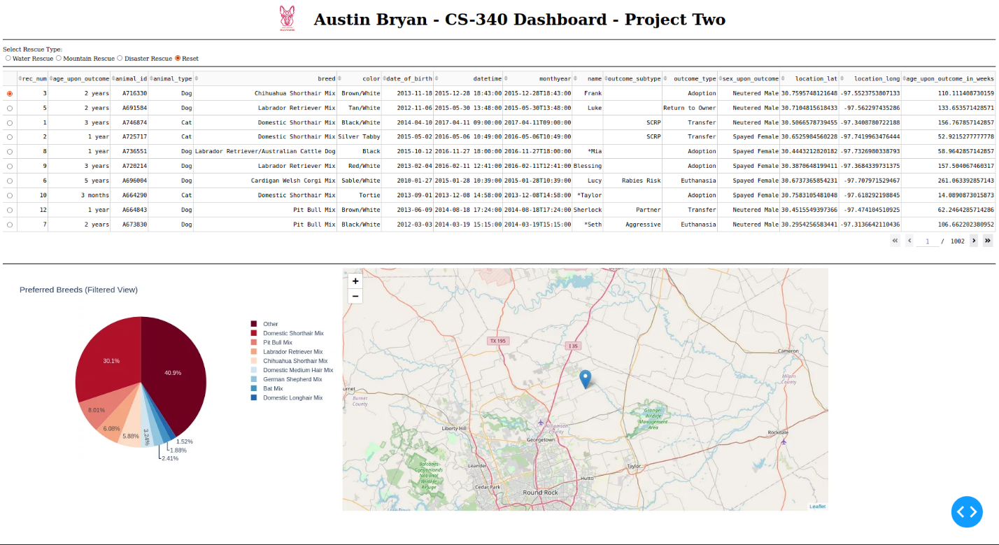 Austin Bryan - CS-340 Dashboard - Project Two
Select Rescue Type:
Water Rescue Mountain Rescue Disaster Rescue Reset
rec_num age_upon_outcome animal_id animal_type breed color date_of_birth datetime monthyear name outcome_subtype outcome_type sex_upon_outcome location_lat location_long age_upon_outcome_in_weeks
3 2 years A716330 Dog Chihuahua Shorthair Mix Brown/White 2013-11-18 2015-12-28 18:43:00 2015-12-28T18:43:00 Frank Adoption Neutered Male 30.7595748121648 -97.5523753807133 110.111408730159
5 2 years A691584 Dog Labrador Retriever Mix Tan/White 2012-11-06 2015-05-30 13:48:00 2015-05-30T13:48:00 Luke Return to Owner Neutered Male 30.7104815618433 -97.562297435286 133.653571428571
1 3 years A746874 Cat Domestic Shorthair Mix Black/White 2014-04-10 2017-04-11 09:00:00 2017-04-11T09:00:00 SCRP Transfer Neutered Male 30.5066578739455 -97.3408780722188 156.767857142857
2 1 year A725717 Cat Domestic Shorthair Mix Silver Tabby 2015-05-02 2016-05-06 10:49:00 2016-05-06T10:49:00 SCRP Transfer Spayed Female 30.6525984560228 -97.7419963476444 52.9215277777778
8 1 year A736551 Dog Labrador Retriever/Australian Cattle Dog Black 2015-10-12 2016-11-27 18:00:00 2016-11-27T18:00:00 *Mia Adoption Spayed Female 30.4443212820182 -97.7326980338793 58.9642857142857
9 3 years A720214 Dog Labrador Retriever Mix Red/White 2013-02-04 2016-02-11 12:41:00 2016-02-11T12:41:00 Blessing Adoption Spayed Female 30.3870648199411 -97.3684339731375 157.504067460317
6 5 years A696004 Dog Cardigan Welsh Corgi Mix Sable/White 2010-01-27 2015-01-28 10:39:00 2015-01-28T10:39:00 Lucy Rabies Risk Euthanasia Spayed Female 30.6737365854231 -97.707971529467 261.063392857143
10 3 months A664290 Cat Domestic Shorthair Mix Tortie 2013-09-01 2013-12-08 14:58:00 2013-12-08T14:58:00 *Taylor Adoption Spayed Female 30.7583105481048 -97.618292198845 14.0890873015873
12 1 year A664843 Dog Pit Bull Mix Brown/White 2013-06-09 2014-08-18 17:24:00 2014-08-18T17:24:00 Sherlock Partner Transfer Neutered Male 30.4515549397366 -97.474104510925 62.2464285714286
7 2 years A673830 Dog Pit Bull Mix Black/White 2012-03-03 2014-03-19 15:15:00 2014-03-19T15:15:00 *Seth Aggressive Euthanasia Neutered Male 30.2954256583441 -97.3136642110436 106.662202380952
1 / 1002
Preferred Breeds (Filtered View)
Other
Domestic Shorthair Mix
Pit Bull Mix
Labrador Retriever Mix
Chihuahua Shorthair Mix
Domestic Medium Hair Mix
German Shepherd Mix
Bat Mix
Domestic Longhair Mix
40.9%
30.1%
8.01%
6.08%
5.88%
3.24%
2.41%
1.88%
1.52%
+
−
TX 195
I 35
Cameron
Milam
County
urnet
Burnet
County
Granger
Wildlife
Management
Area
Liberty Hill
Williamson
County
Georgetown
Rockdale
Leander
Taylor
Balcones
Canyonlands
National
Wildlife
Refuge
Hutto
Cedar Park
Round Rock
Leaflet